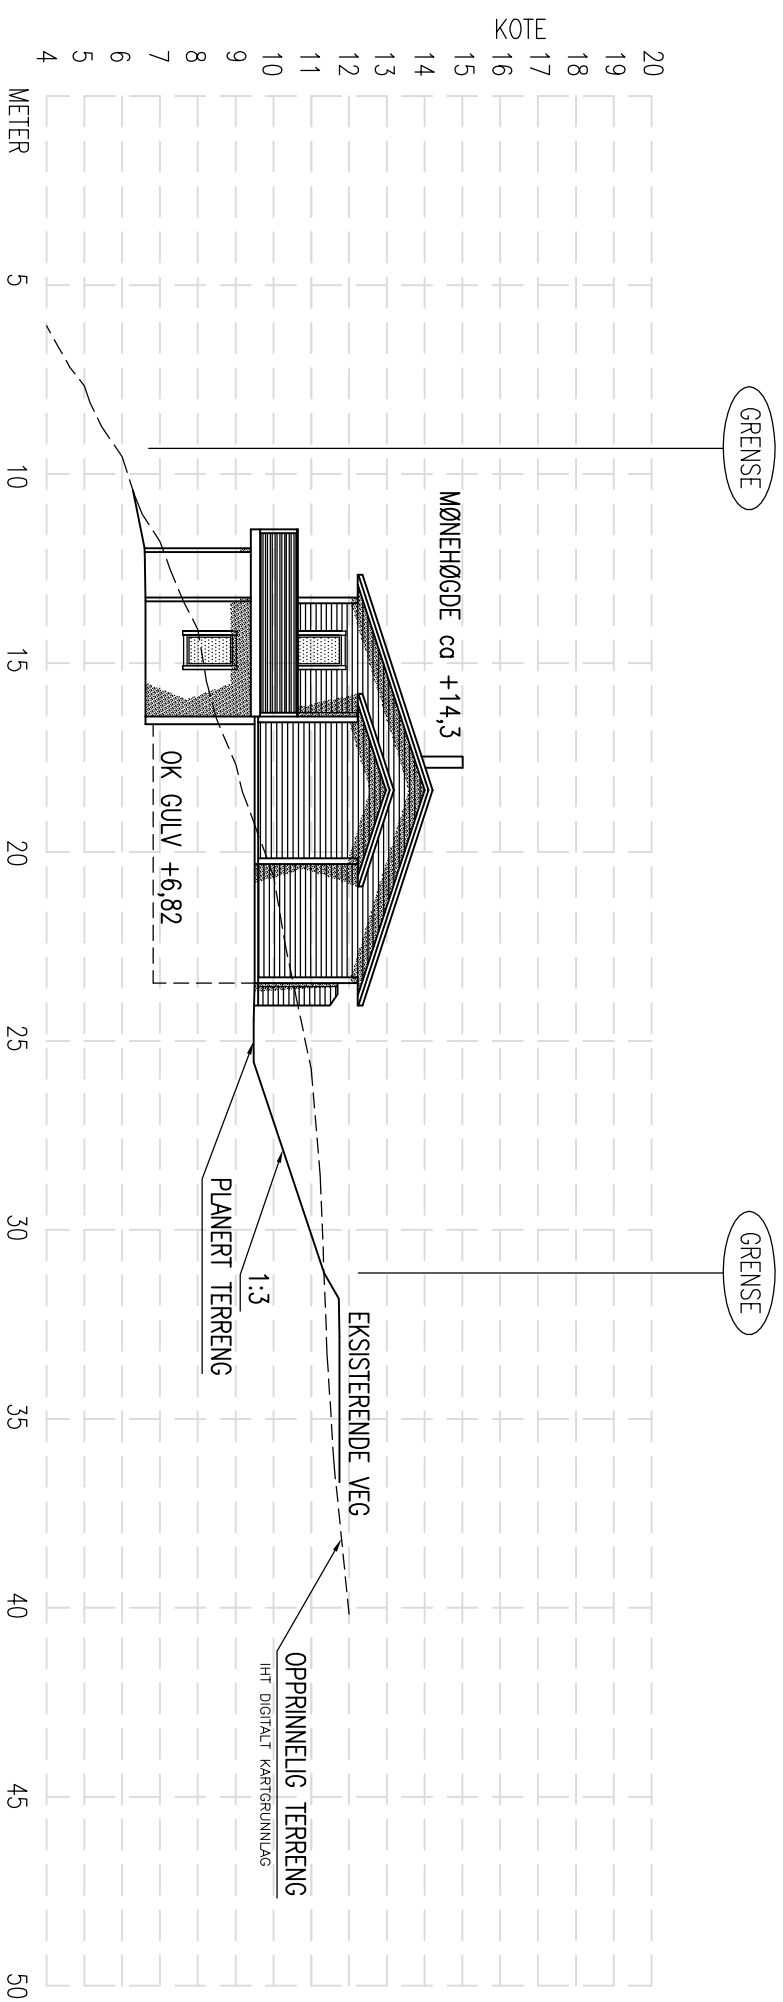 GRENSE
GRENSE
KOTE
20
19
18
17
16
15
14
13
12
11
10
9
8
7
6
5
4
MØNEHØGDE ca +14,3
EKSISTERENDE VEG
OPPRINNELIG TERRENG
IHT DIGITALT KARTGRUNNLAG
1:3
PLANERT TERRENG
OK GULV +6,82
METER
5
10
15
20
25
30
35
40
45
50